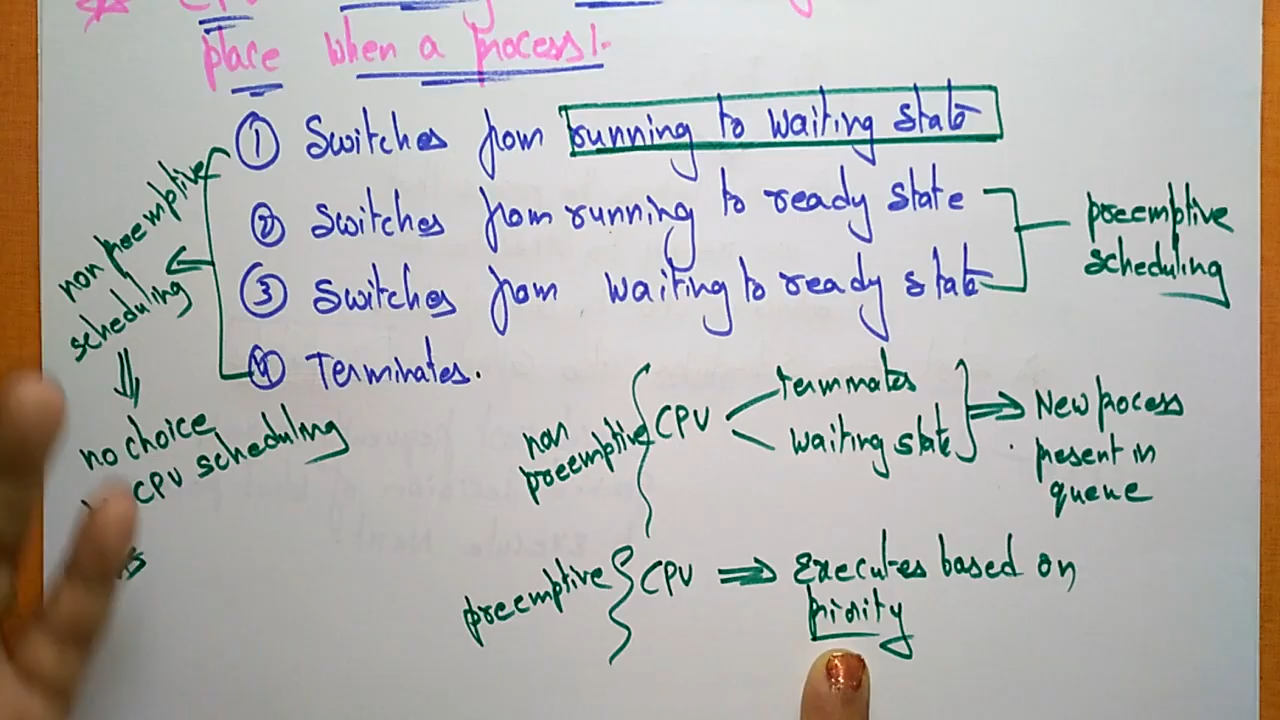 CPU
place when a process!.
① Switches from running to waiting state
② Switches from running to ready state
③ Switches from waiting to ready state
④ Terminates.
non preemptive
scheduling
preemptive
scheduling
no choice
CPU scheduling
non
preemptive
CPU
terminates
waiting state
New process
present in
queue
preemptive
CPU ⇒ Executes based on
priority